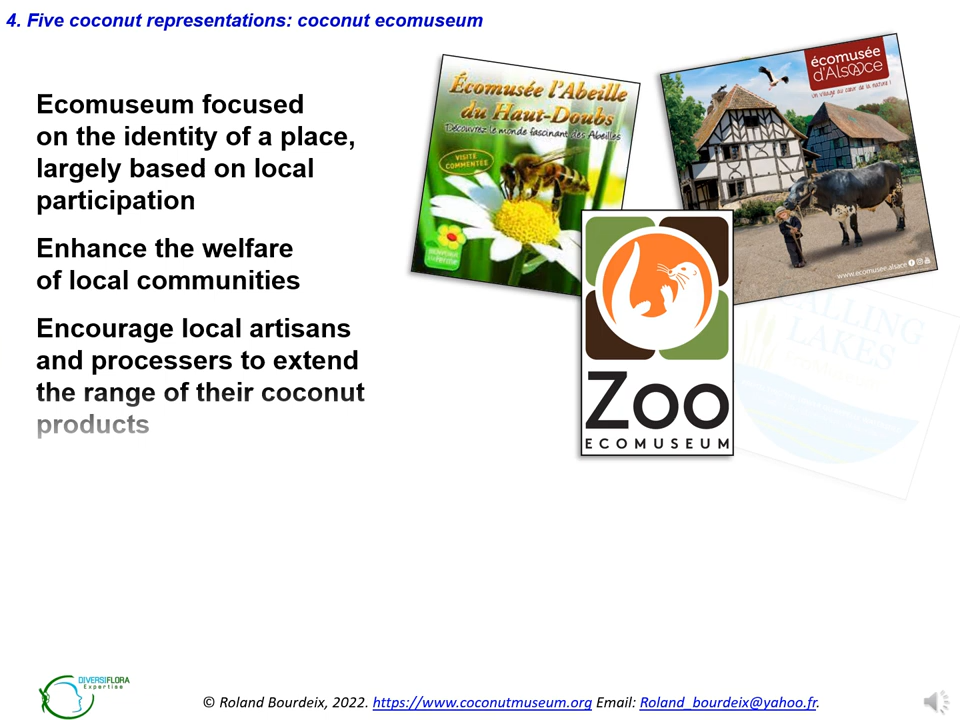 4. Five coconut representations: coconut ecomuseum
Ecomuseum focused
on the identity of a place,
largely based on local
participation
Enhance the welfare
of local communities
Encourage local artisans
and processers to extend
the range of their coconut
products
Écomusée l'Abeille
du Haut-Doubs
Découvrez le monde fascinant des Abeilles
VISITE
COMMENTÉE
écomusée
d'Alsace
Un village au cœur de la nature !
www.ecomusee.alsace
ZOO
ECOMUSEUM
ALLING
LAKES
DIVERSIFLORA
Expertise
© Roland Bourdeix, 2022. https://www.coconutmuseum.org Email: Roland_bourdeix@yahoo.fr.